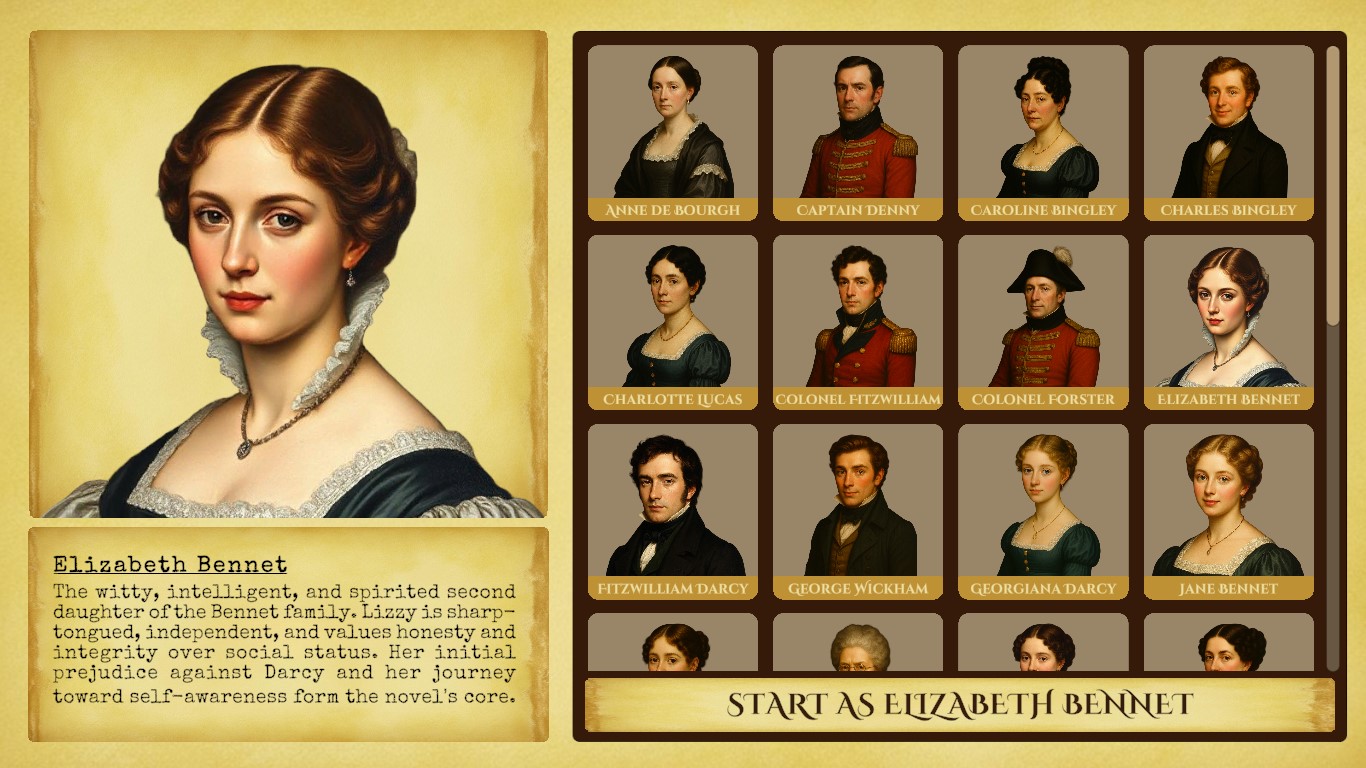 Elizabeth Bennet
The witty, intelligent, and spirited second
daughter of the Bennet family. Lizzy is sharp-
tongued, independent, and values honesty and
integrity over social status. Her initial
prejudice against Darcy and her journey
toward self-awareness form the novel's core.
ANNE DE BOURGH
CAPTAIN DENNY
CAROLINE BINGLEY
CHARLES BINGLEY
CHARLOTTE LUCAS
COLONEL FITZWILLIAM
COLONEL FORSTER
ELIZABETH BENNET
FITZWILLIAM DARCY
GEORGE WICKHAM
GEORGIANA DARCY
JANE BENNET
START AS ELIZABETH BENNET